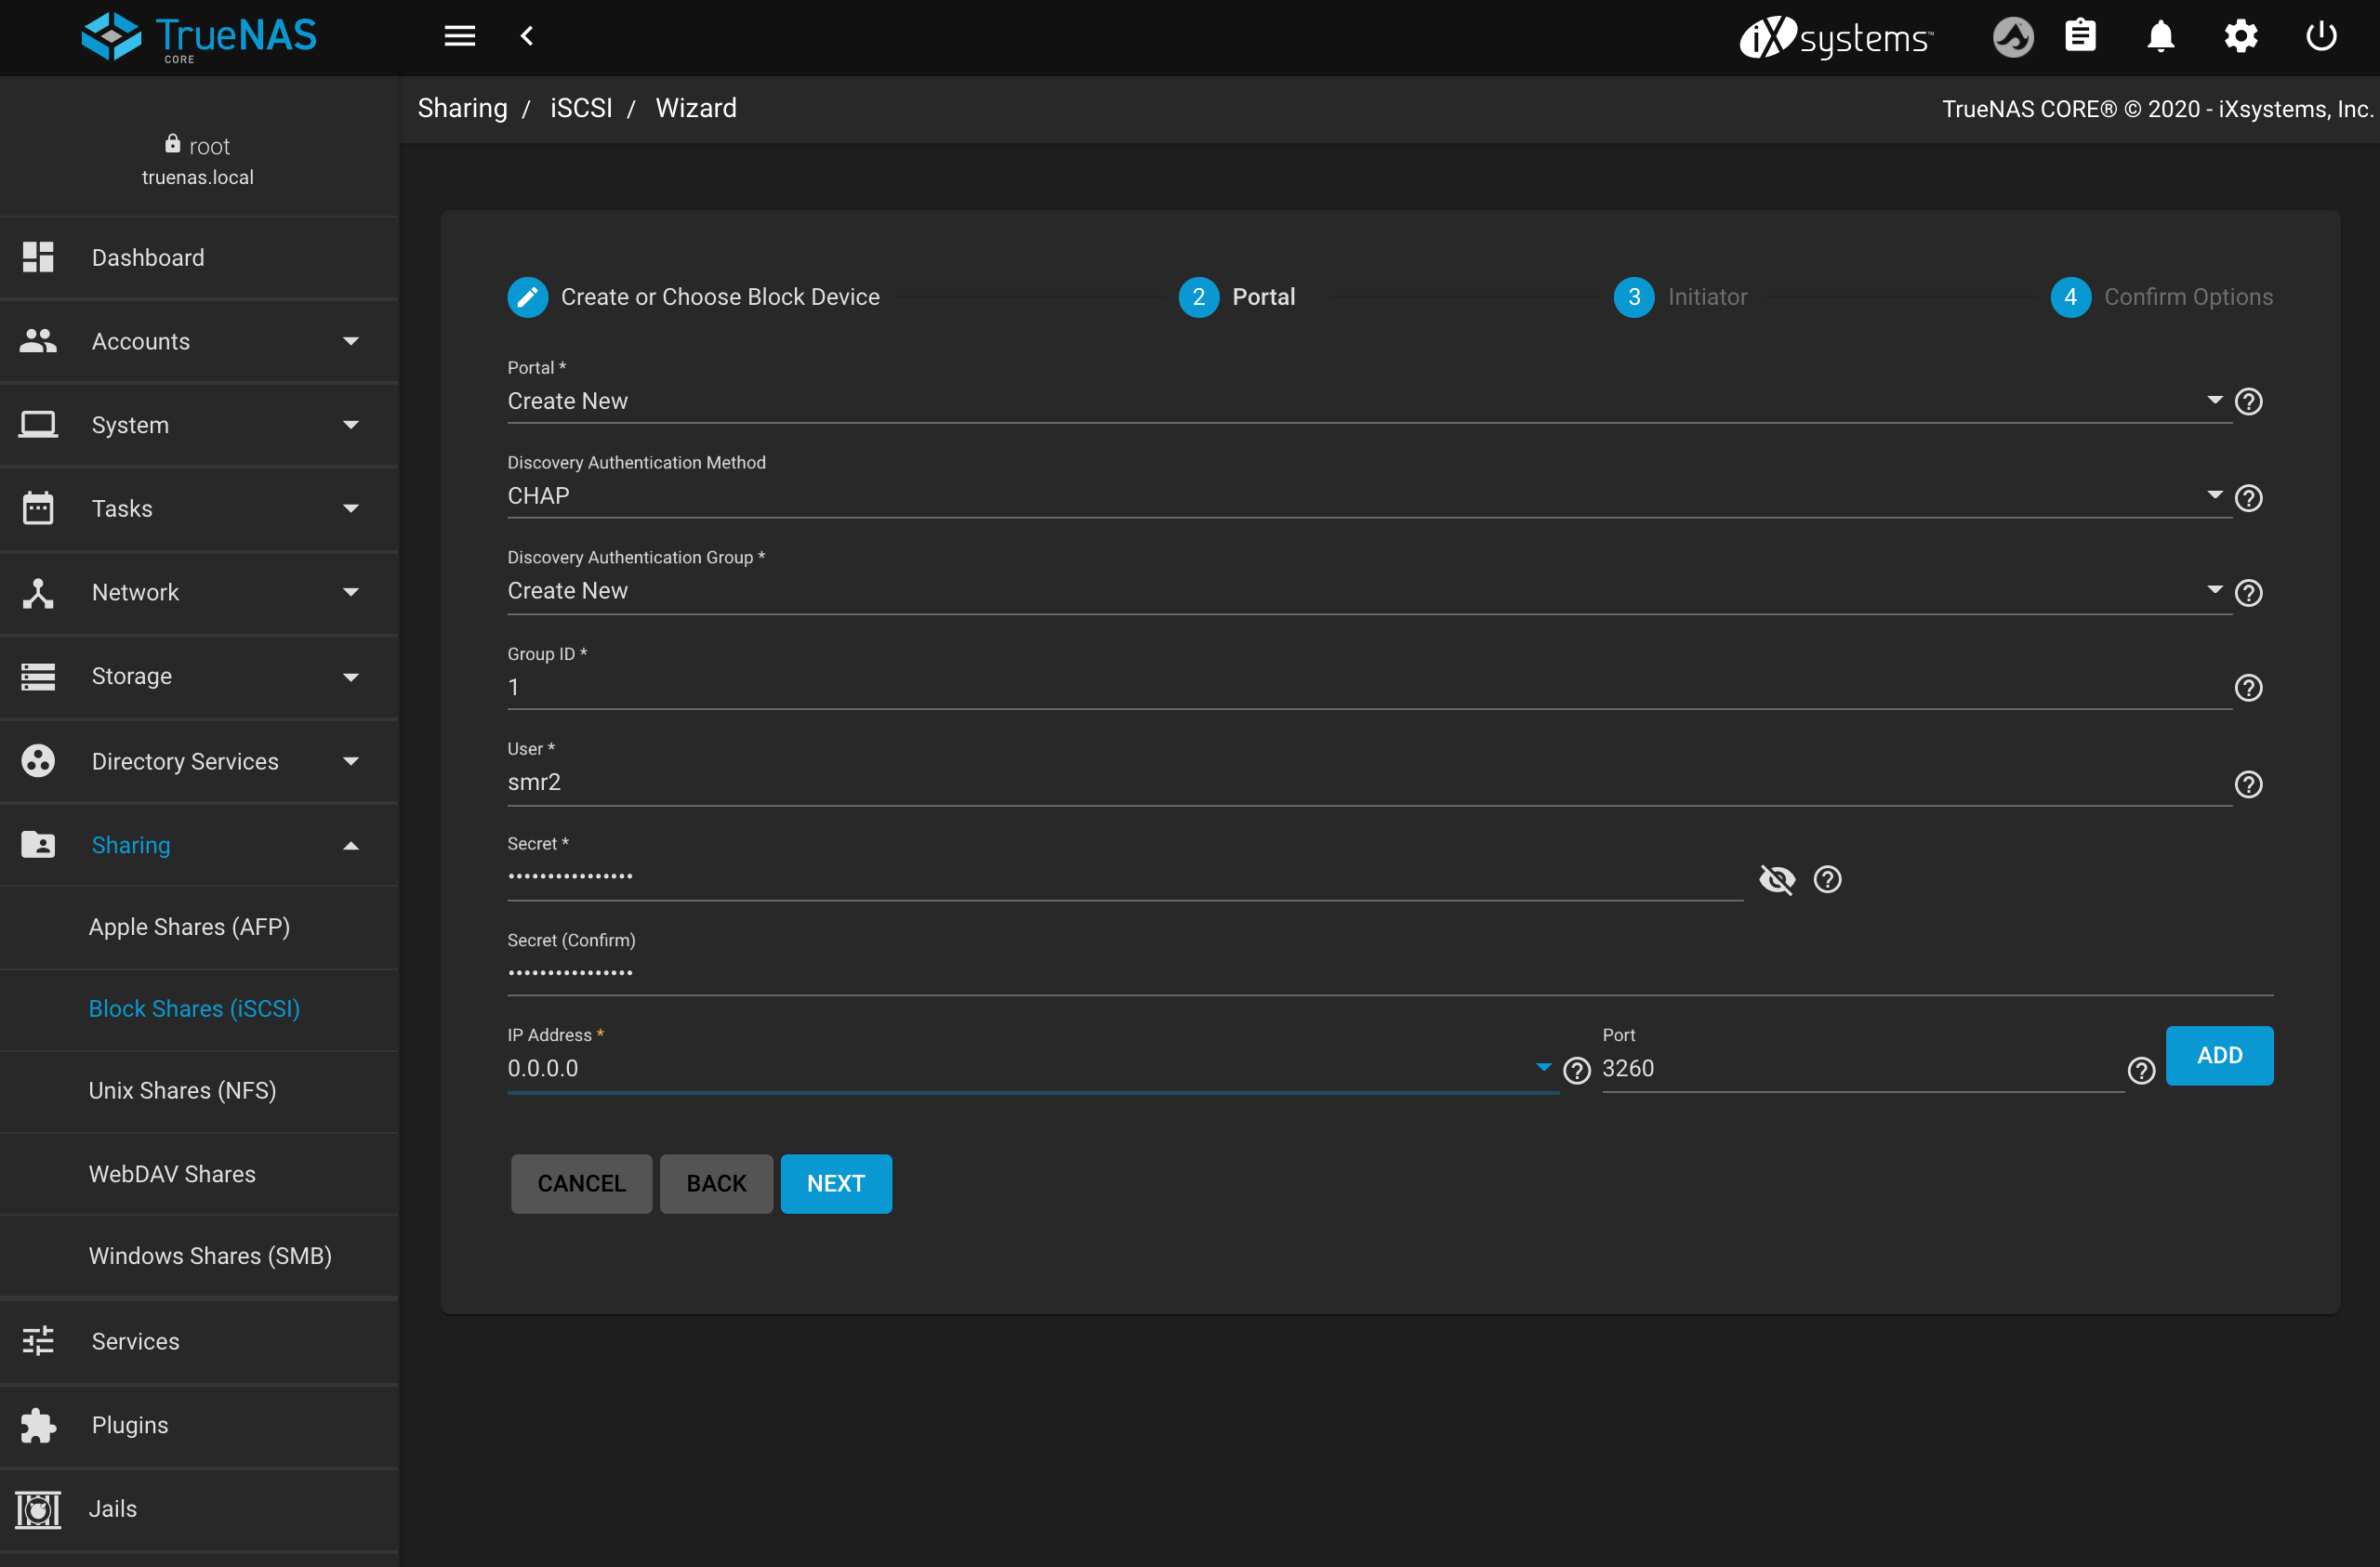 TrueNAS
CORE
iXsystems™
root
truenas.local
Sharing / iSCSI / Wizard
TrueNAS CORE® © 2020 - iXsystems, Inc.
Dashboard
Accounts
System
Tasks
Network
Storage
Directory Services
Sharing
Apple Shares (AFP)
Block Shares (iSCSI)
Unix Shares (NFS)
WebDAV Shares
Windows Shares (SMB)
Services
Plugins
Jails
Create or Choose Block Device
2 Portal
3 Initiator
4 Confirm Options
Portal *
Create New
Discovery Authentication Method
CHAP
Discovery Authentication Group *
Create New
Group ID *
1
User *
smr2
Secret *
••••••••••••••••
Secret (Confirm)
••••••••••••••••
IP Address *
0.0.0.0
Port
3260
ADD
CANCEL BACK NEXT